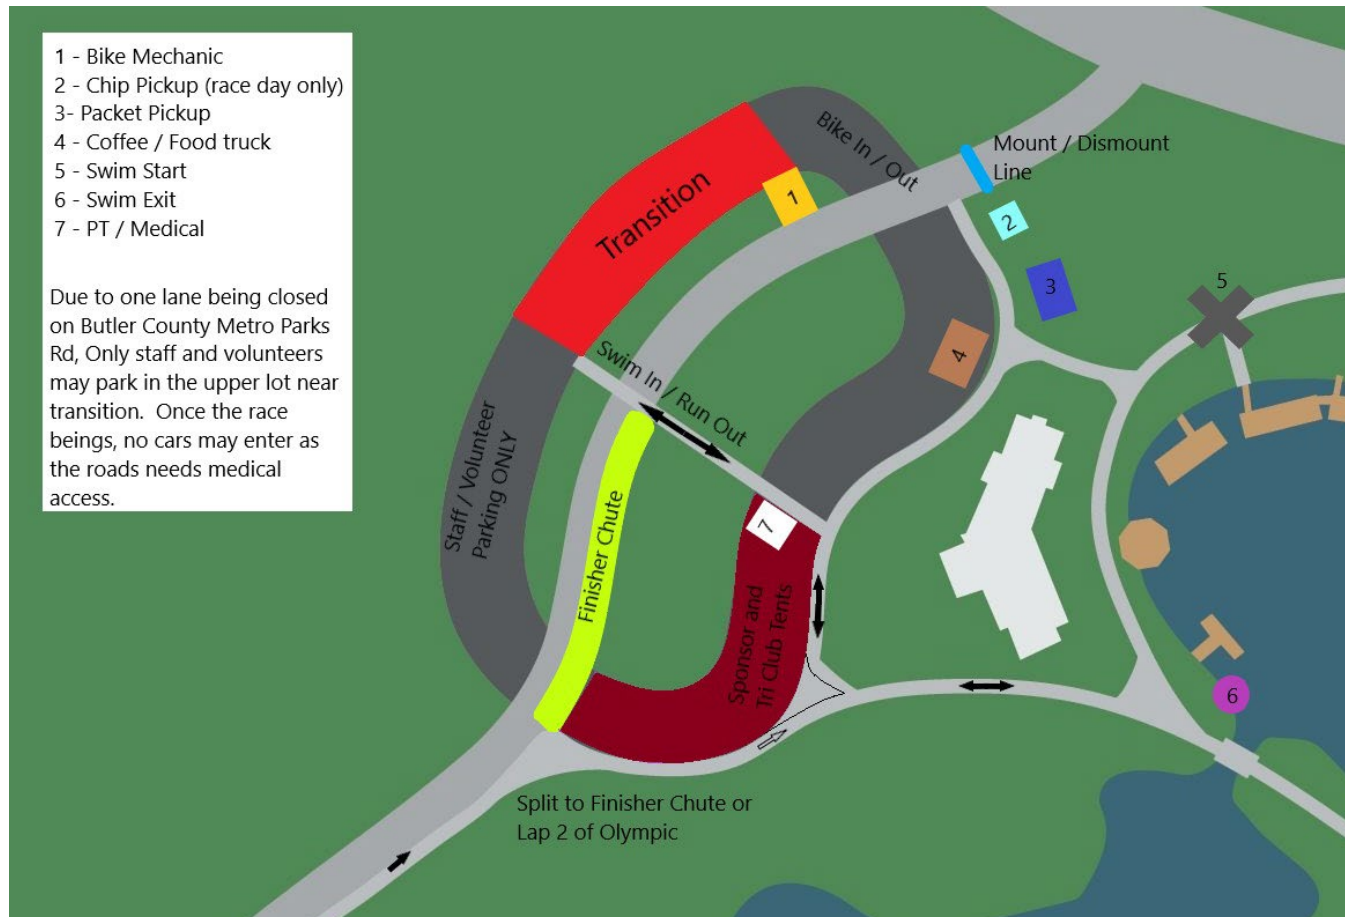 1 - Bike Mechanic
2 - Chip Pickup (race day only)
3- Packet Pickup
4 - Coffee / Food truck
5 - Swim Start
6 - Swim Exit
7 - PT / Medical
Due to one lane being closed
on Butler County Metro Parks
Rd, Only staff and volunteers
may park in the upper lot near
transition.  Once the race
beings, no cars may enter as
the roads needs medical
access.
Bike In / Out
Mount / Dismount
Line
Transition
1
2
3
5
4
Swim In / Run Out
Staff / Volunteer
Parking ONLY
Finisher Chute
7
Sponsor and
Tri Club Tents
6
Split to Finisher Chute or
Lap 2 of Olympic